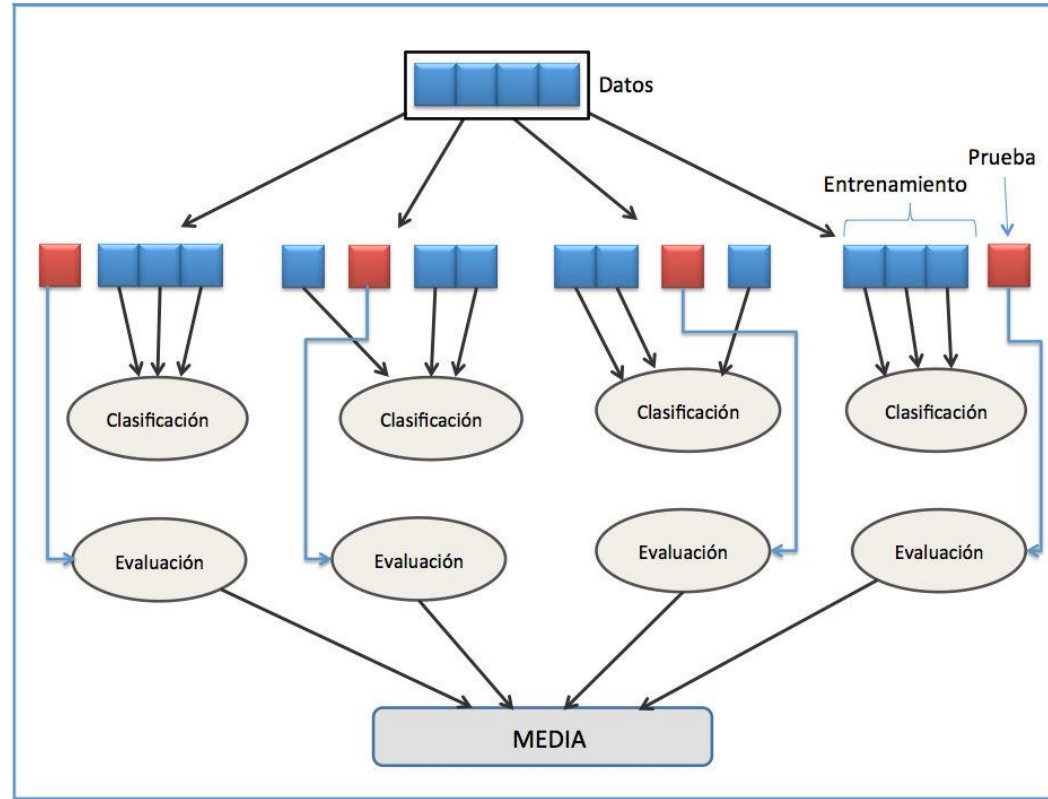 Datos
Prueba
Entrenamiento
Clasificación
Clasificación
Clasificación
Clasificación
Evaluación
Evaluación
Evaluación
Evaluación
MEDIA